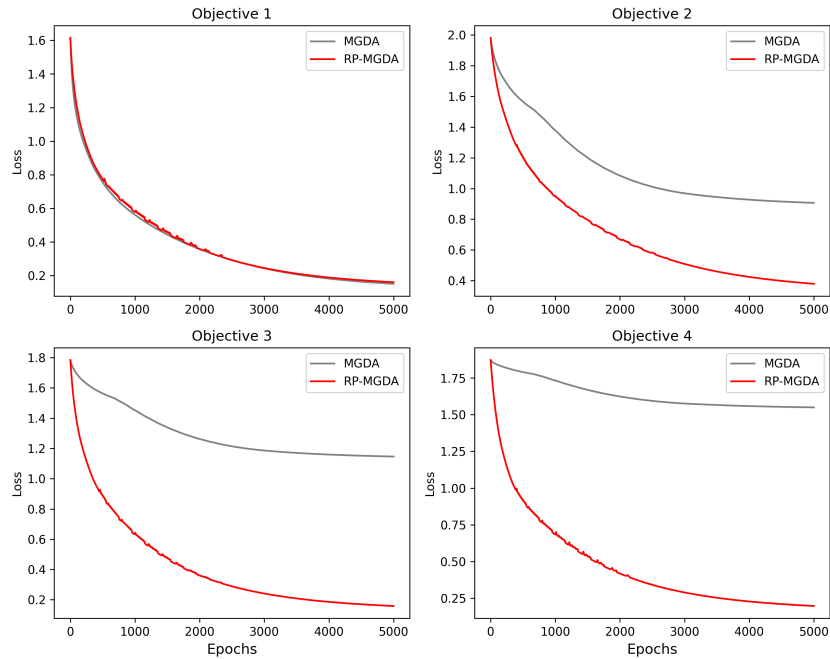 Objective 1
Loss
1.6
1.4
1.2
1.0
0.8
0.6
0.4
0.2
0 1000 2000 3000 4000 5000
MGDA
RP-MGDA
Objective 2
Loss
2.0
1.8
1.6
1.4
1.2
1.0
0.8
0.6
0.4
0 1000 2000 3000 4000 5000
MGDA
RP-MGDA
Objective 3
Loss
1.8
1.6
1.4
1.2
1.0
0.8
0.6
0.4
0.2
0 1000 2000 3000 4000 5000
Epochs
MGDA
RP-MGDA
Objective 4
Loss
1.75
1.50
1.25
1.00
0.75
0.50
0.25
0 1000 2000 3000 4000 5000
Epochs
MGDA
RP-MGDA